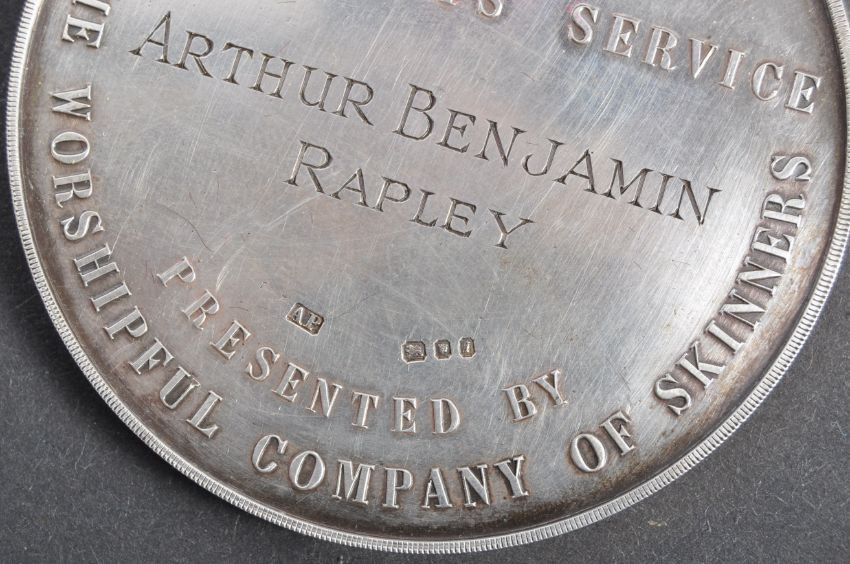 SERVICE
ARTHUR BENJAMIN
RAPLEY
PRESENTED BY
WORSHIPFUL COMPANY OF SKINNERS